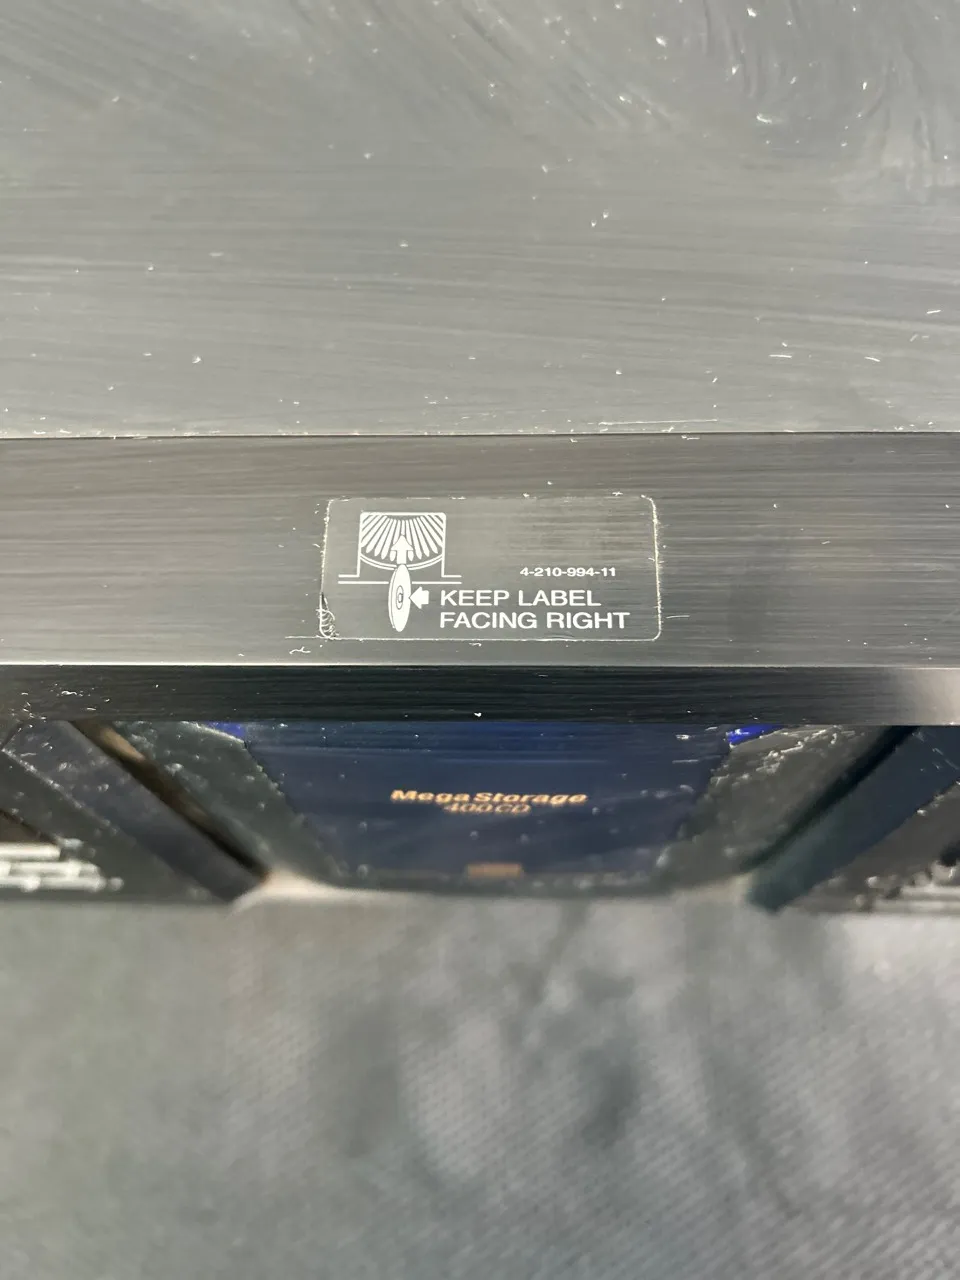 4-210-994-11
KEEP LABEL
FACING RIGHT
Mega Storage
400CD